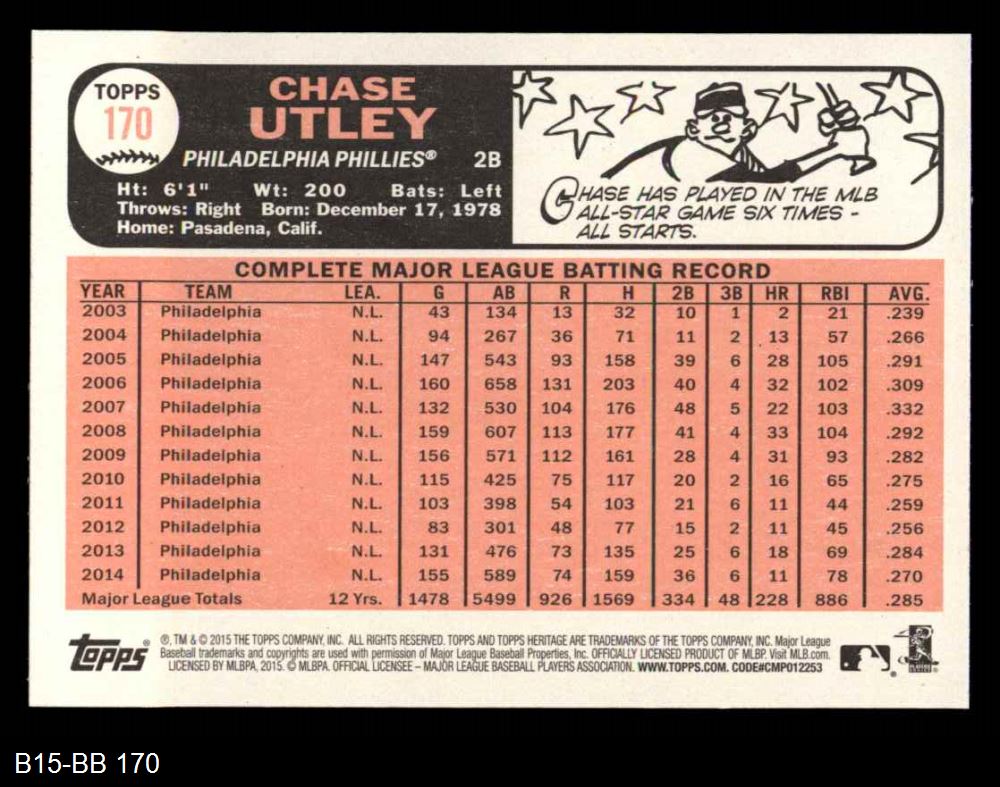 TOPPS
170
CHASE
UTLEY
PHILADELPHIA PHILLIES® 2B
Ht: 6'1" Wt: 200 Bats: Left
Throws: Right Born: December 17, 1978
Home: Pasadena, Calif.
CHASE HAS PLAYED IN THE MLB
ALL-STAR GAME SIX TIMES -
ALL STARTS.
COMPLETE MAJOR LEAGUE BATTING RECORD
YEAR TEAM LEA. G AB R H 2B 3B HR RBI AVG.
2003 Philadelphia N.L. 43 134 13 32 10 1 2 21 .239
2004 Philadelphia N.L. 94 267 36 71 11 2 13 57 .266
2005 Philadelphia N.L. 147 543 93 158 39 6 28 105 .291
2006 Philadelphia N.L. 160 658 131 203 40 4 32 102 .309
2007 Philadelphia N.L. 132 530 104 176 48 5 22 103 .332
2008 Philadelphia N.L. 159 607 113 177 41 4 33 104 .292
2009 Philadelphia N.L. 156 571 112 161 28 4 31 93 .282
2010 Philadelphia N.L. 115 425 75 117 20 2 16 65 .275
2011 Philadelphia N.L. 103 398 54 103 21 6 11 44 .259
2012 Philadelphia N.L. 83 301 48 77 15 2 11 45 .256
2013 Philadelphia N.L. 131 476 73 135 25 6 18 69 .284
2014 Philadelphia N.L. 155 589 74 159 36 6 11 78 .270
Major League Totals 12 Yrs. 1478 5499 926 1569 334 48 228 886 .285
Topps
®, TM & © 2015 THE TOPPS COMPANY, INC. ALL RIGHTS RESERVED. TOPPS AND TOPPS HERITAGE ARE TRADEMARKS OF THE TOPPS COMPANY, INC. Major League
Baseball trademarks and copyrights are used with permission of Major League Baseball Properties, Inc. OFFICIALLY LICENSED PRODUCT OF MLBP. Visit MLB.com.
LICENSED BY MLBPA, 2015. © MLBPA. OFFICIAL LICENSEE – MAJOR LEAGUE BASEBALL PLAYERS ASSOCIATION. WWW.TOPPS.COM. CODE#CMP012253
B15-BB 170